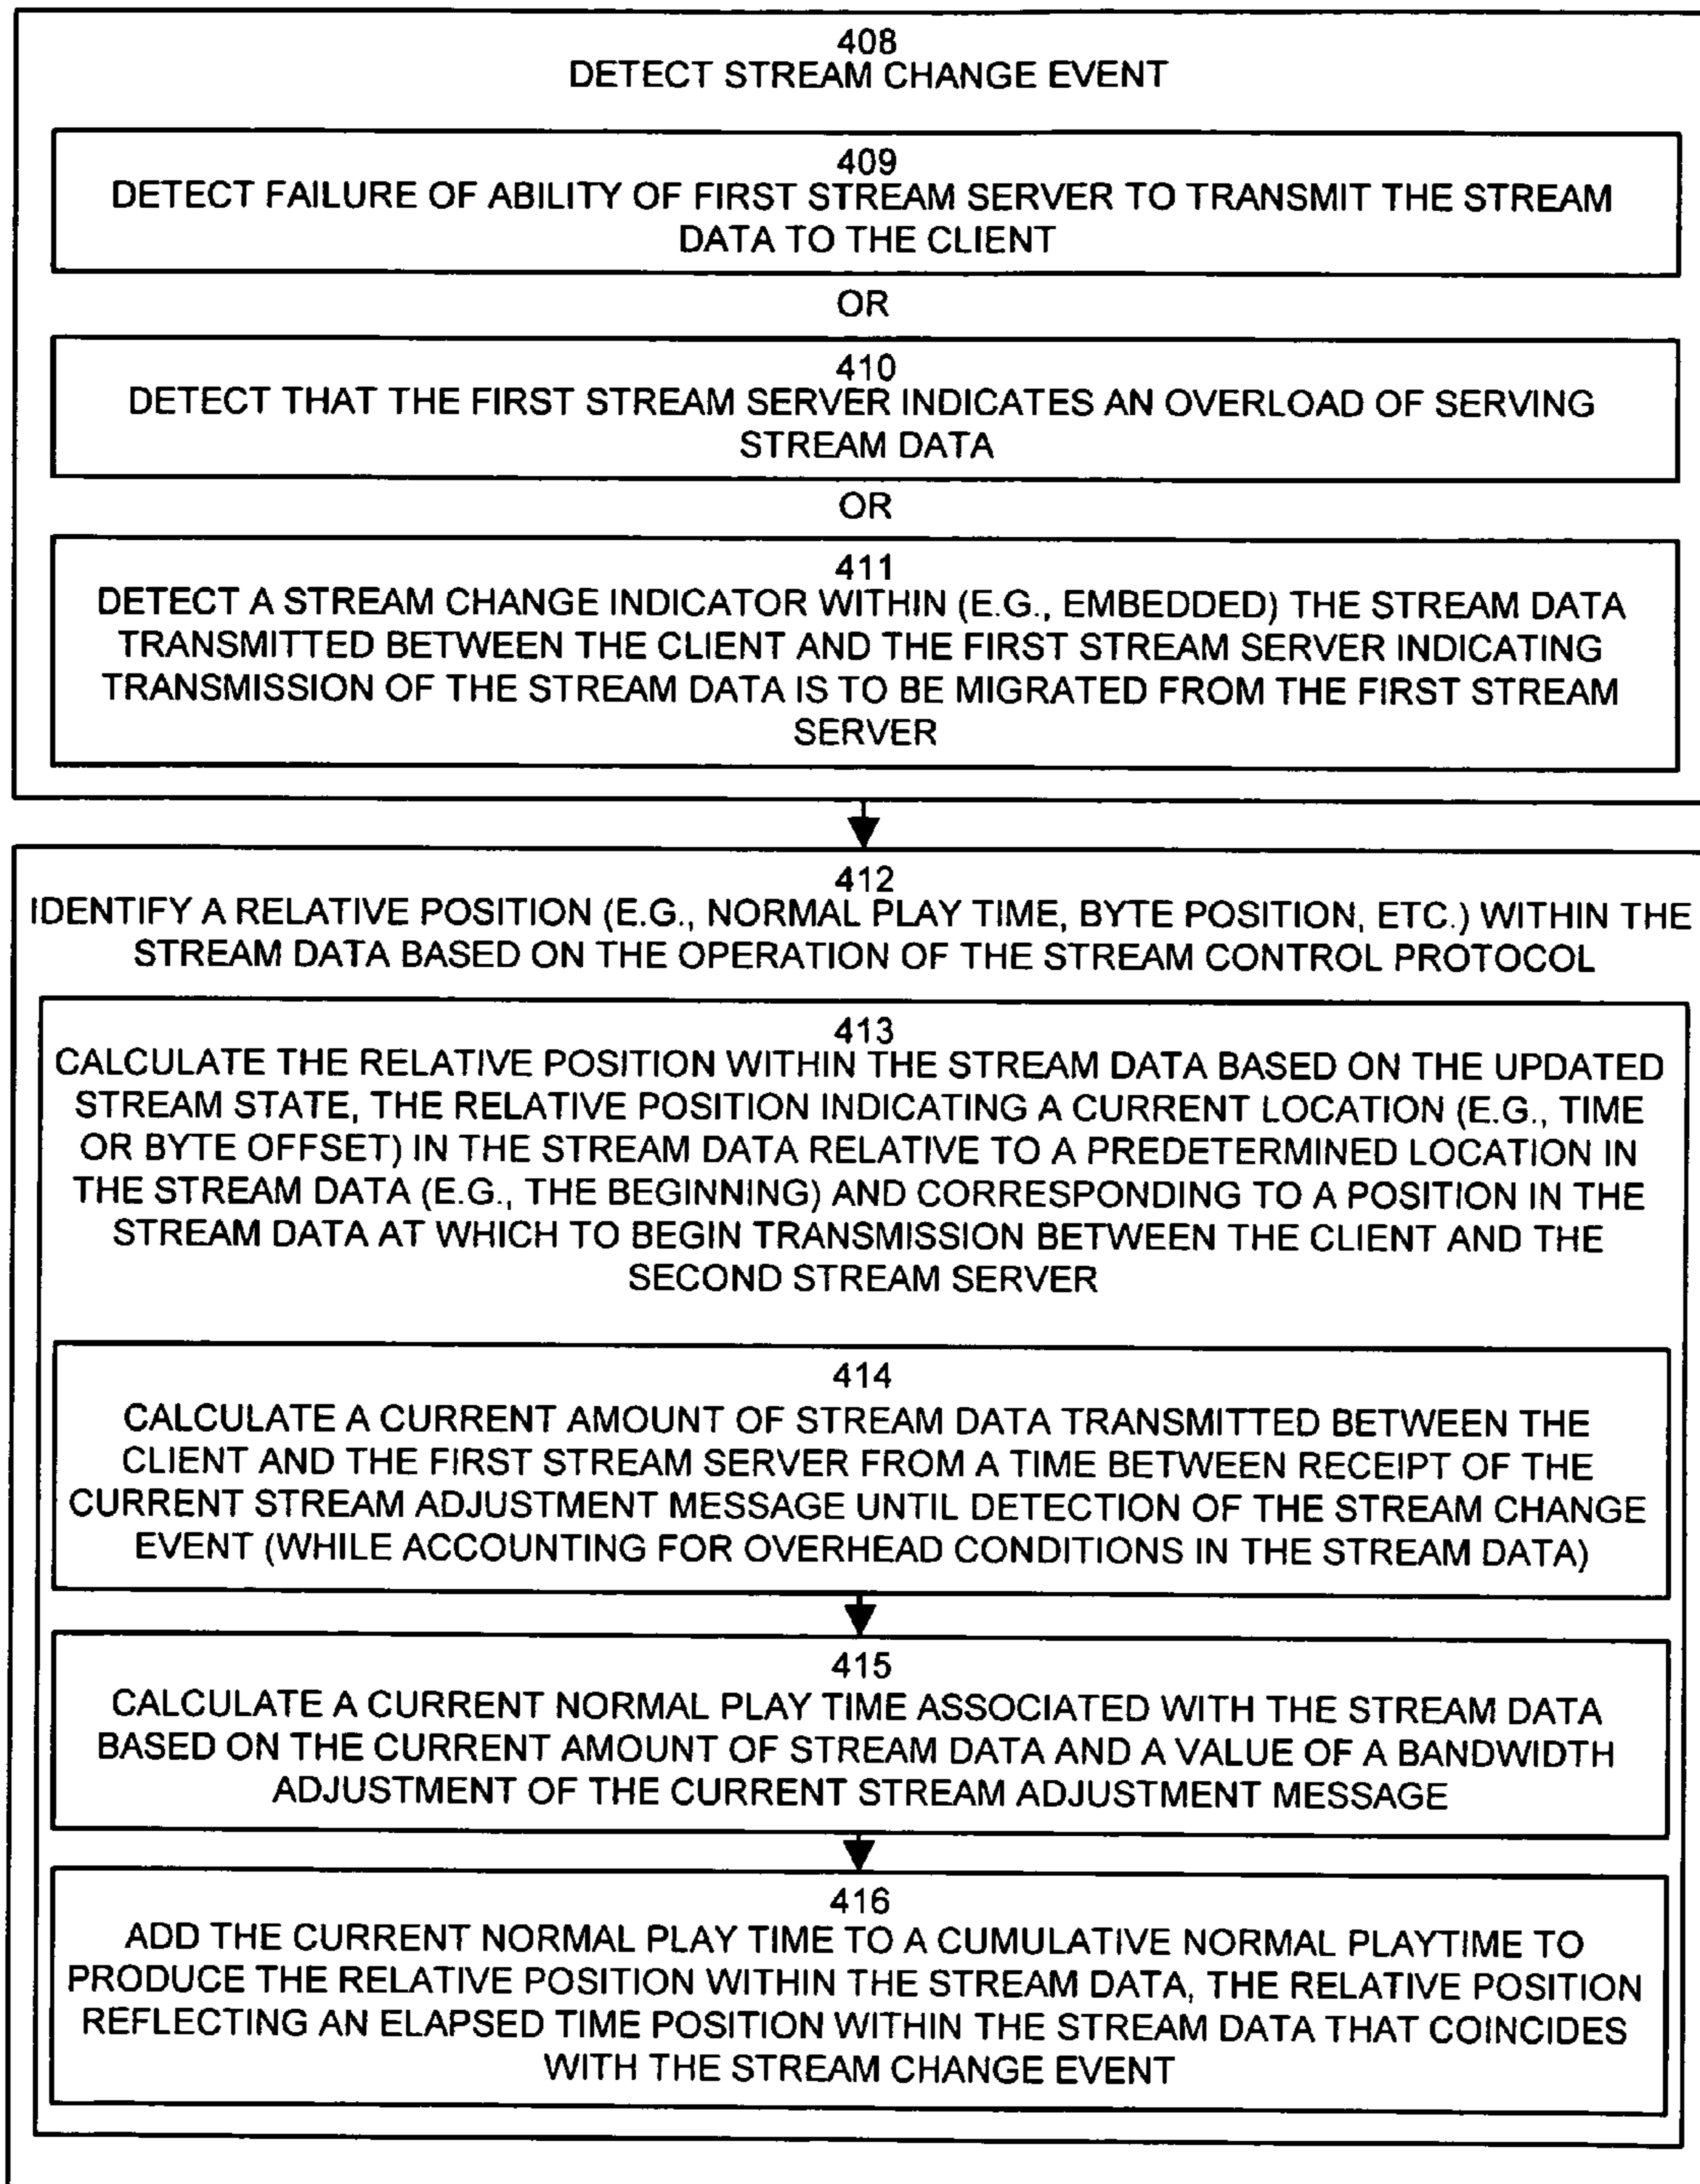 408
DETECT STREAM CHANGE EVENT
409
DETECT FAILURE OF ABILITY OF FIRST STREAM SERVER TO TRANSMIT THE STREAM
DATA TO THE CLIENT
OR
410
DETECT THAT THE FIRST STREAM SERVER INDICATES AN OVERLOAD OF SERVING
STREAM DATA
OR
411
DETECT A STREAM CHANGE INDICATOR WITHIN (E.G., EMBEDDED) THE STREAM DATA
TRANSMITTED BETWEEN THE CLIENT AND THE FIRST STREAM SERVER INDICATING
TRANSMISSION OF THE STREAM DATA IS TO BE MIGRATED FROM THE FIRST STREAM
SERVER
412
IDENTIFY A RELATIVE POSITION (E.G., NORMAL PLAY TIME, BYTE POSITION, ETC.) WITHIN THE
STREAM DATA BASED ON THE OPERATION OF THE STREAM CONTROL PROTOCOL
413
CALCULATE THE RELATIVE POSITION WITHIN THE STREAM DATA BASED ON THE UPDATED
STREAM STATE, THE RELATIVE POSITION INDICATING A CURRENT LOCATION (E.G., TIME
OR BYTE OFFSET) IN THE STREAM DATA RELATIVE TO A PREDETERMINED LOCATION IN
THE STREAM DATA (E.G., THE BEGINNING) AND CORRESPONDING TO A POSITION IN THE
STREAM DATA AT WHICH TO BEGIN TRANSMISSION BETWEEN THE CLIENT AND THE
SECOND STREAM SERVER
414
CALCULATE A CURRENT AMOUNT OF STREAM DATA TRANSMITTED BETWEEN THE
CLIENT AND THE FIRST STREAM SERVER FROM A TIME BETWEEN RECEIPT OF THE
CURRENT STREAM ADJUSTMENT MESSAGE UNTIL DETECTION OF THE STREAM CHANGE
EVENT (WHILE ACCOUNTING FOR OVERHEAD CONDITIONS IN THE STREAM DATA)
415
CALCULATE A CURRENT NORMAL PLAY TIME ASSOCIATED WITH THE STREAM DATA
BASED ON THE CURRENT AMOUNT OF STREAM DATA AND A VALUE OF A BANDWIDTH
ADJUSTMENT OF THE CURRENT STREAM ADJUSTMENT MESSAGE
416
ADD THE CURRENT NORMAL PLAY TIME TO A CUMULATIVE NORMAL PLAYTIME TO
PRODUCE THE RELATIVE POSITION WITHIN THE STREAM DATA, THE RELATIVE POSITION
REFLECTING AN ELAPSED TIME POSITION WITHIN THE STREAM DATA THAT COINCIDES
WITH THE STREAM CHANGE EVENT